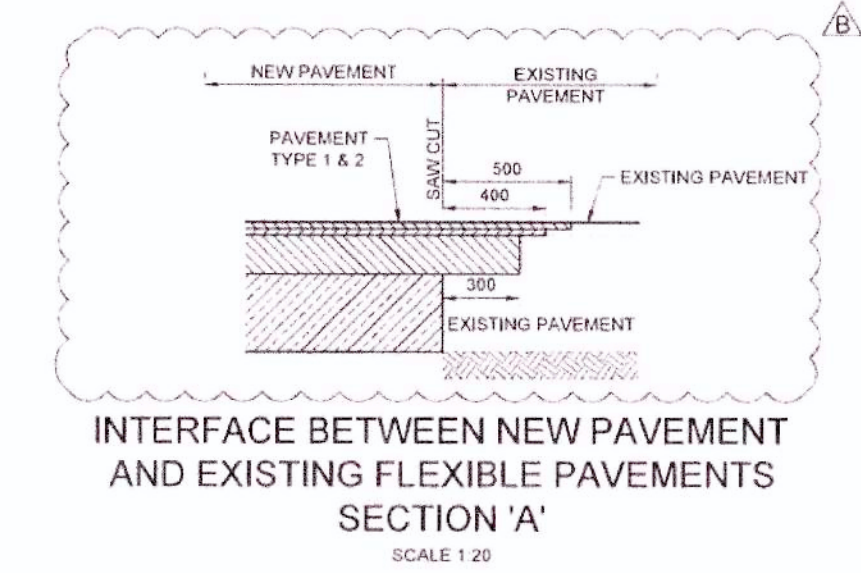 B
NEW PAVEMENT
EXISTING
PAVEMENT
PAVEMENT
TYPE 1 & 2
SAW CUT
500
400
EXISTING PAVEMENT
300
EXISTING PAVEMENT
INTERFACE BETWEEN NEW PAVEMENT
AND EXISTING FLEXIBLE PAVEMENTS
SECTION 'A'
SCALE 1:20